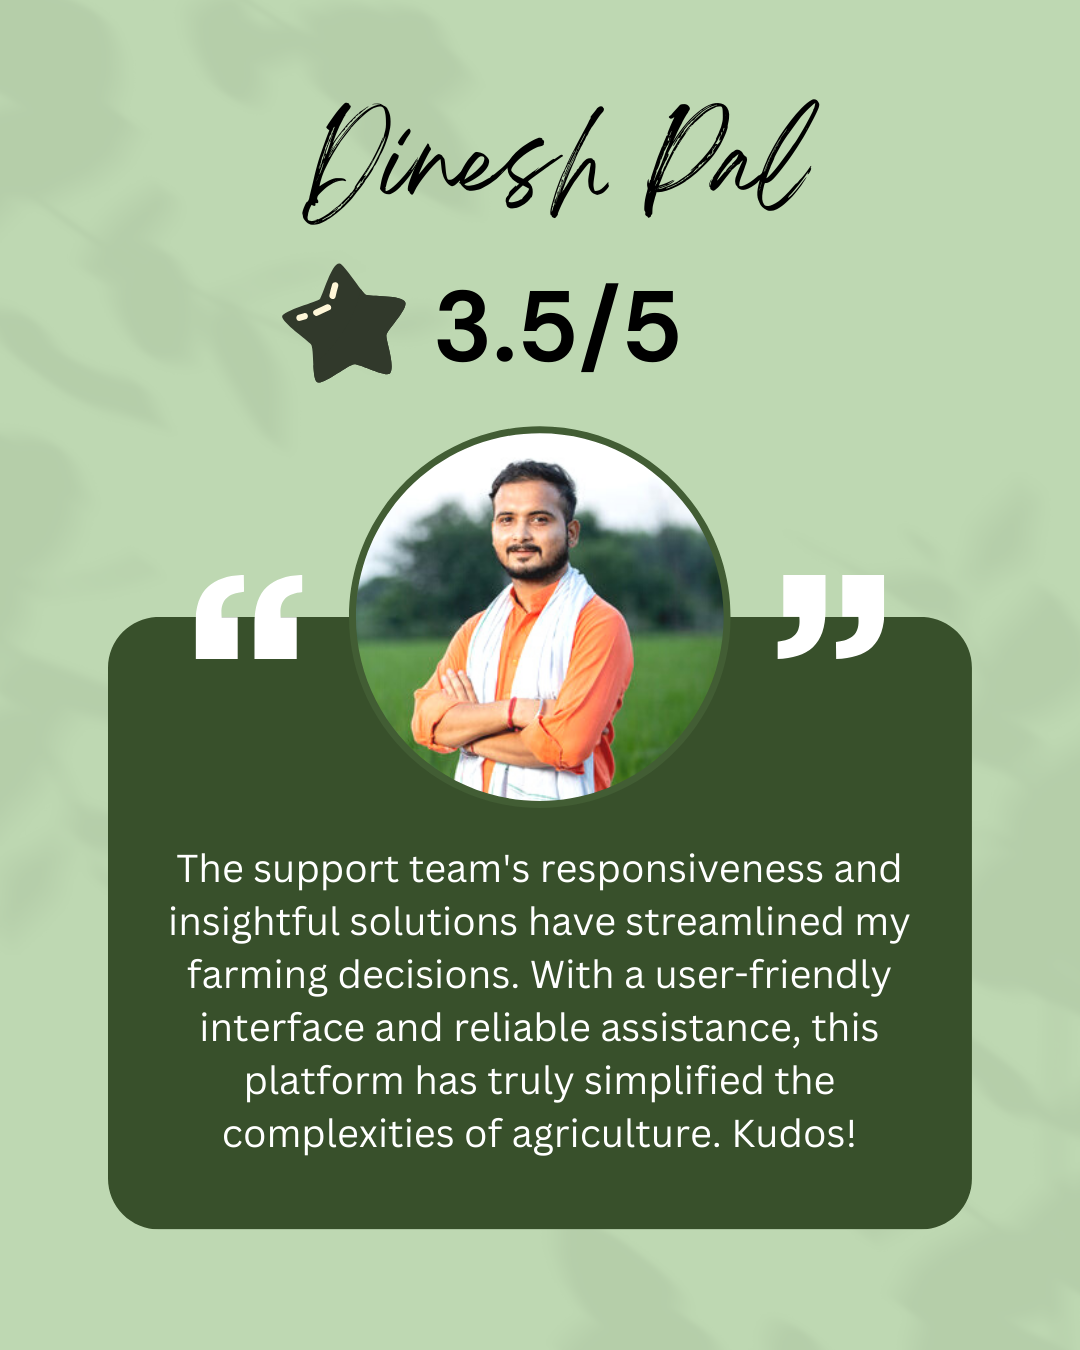 Dinesh Pal
3.5/5
“ ”
The support team's responsiveness and
insightful solutions have streamlined my
farming decisions. With a user-friendly
interface and reliable assistance, this
platform has truly simplified the
complexities of agriculture. Kudos!